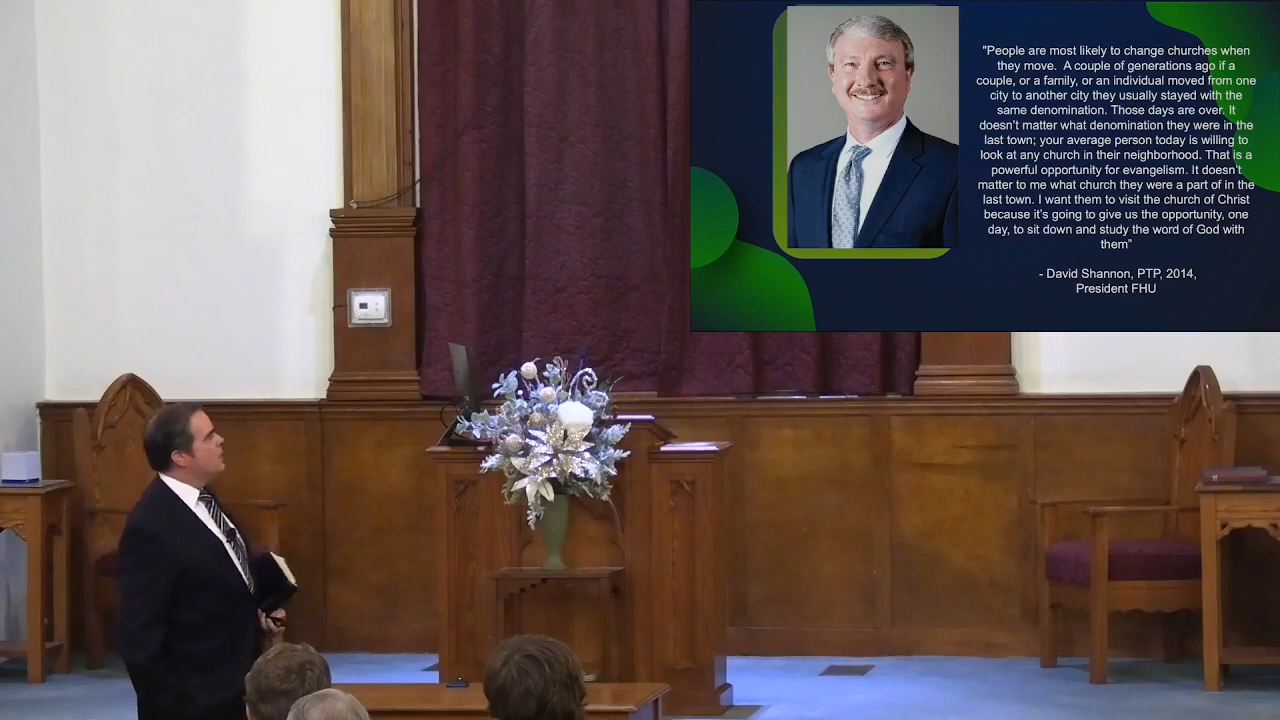 "People are most likely to change churches when
they move.  A couple of generations ago if a
couple, or a family, or an individual moved from one
city to another city they usually stayed with the
same denomination. Those days are over. It
doesn't matter what denomination they were in the
last town; your average person today is willing to
look at any church in their neighborhood. That is a
powerful opportunity for evangelism. It doesn't
matter to me what church they were a part of in the
last town. I want them to visit the church of Christ
because it's going to give us the opportunity, one
day, to sit down and study the word of God with
them"
- David Shannon, PTP, 2014,
President FHU